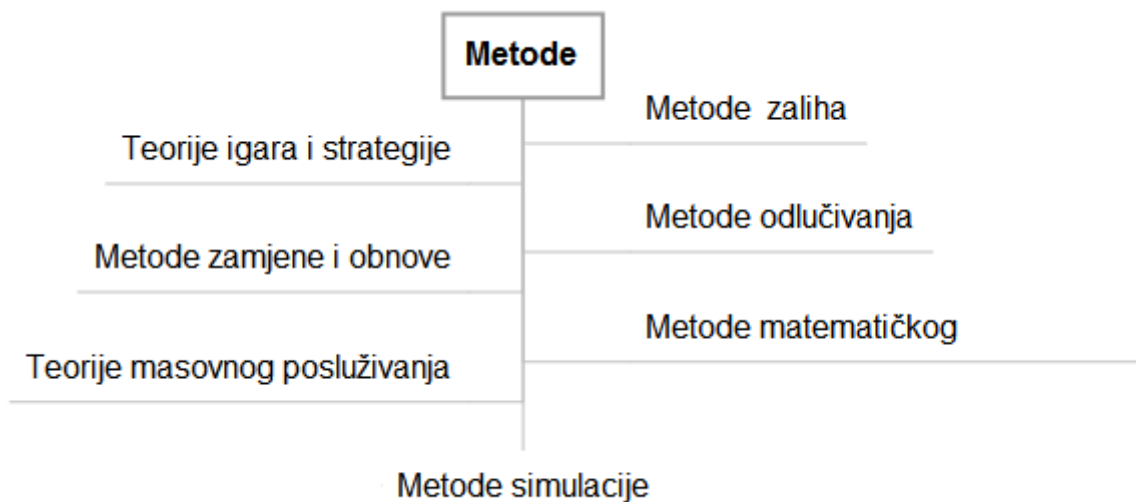 Metode
Metode zaliha
Teorije igara i strategije
Metode odlučivanja
Metode zamjene i obnove
Metode matematičkog
Teorije masovnog posluživanja
Metode simulacije